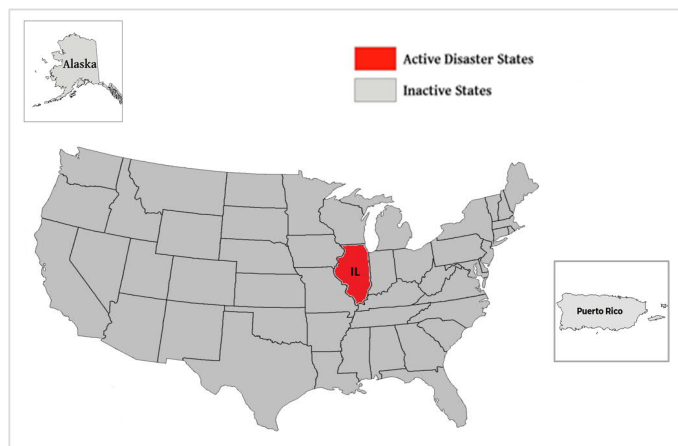 Alaska
Active Disaster States
Inactive States
IL
Puerto Rico